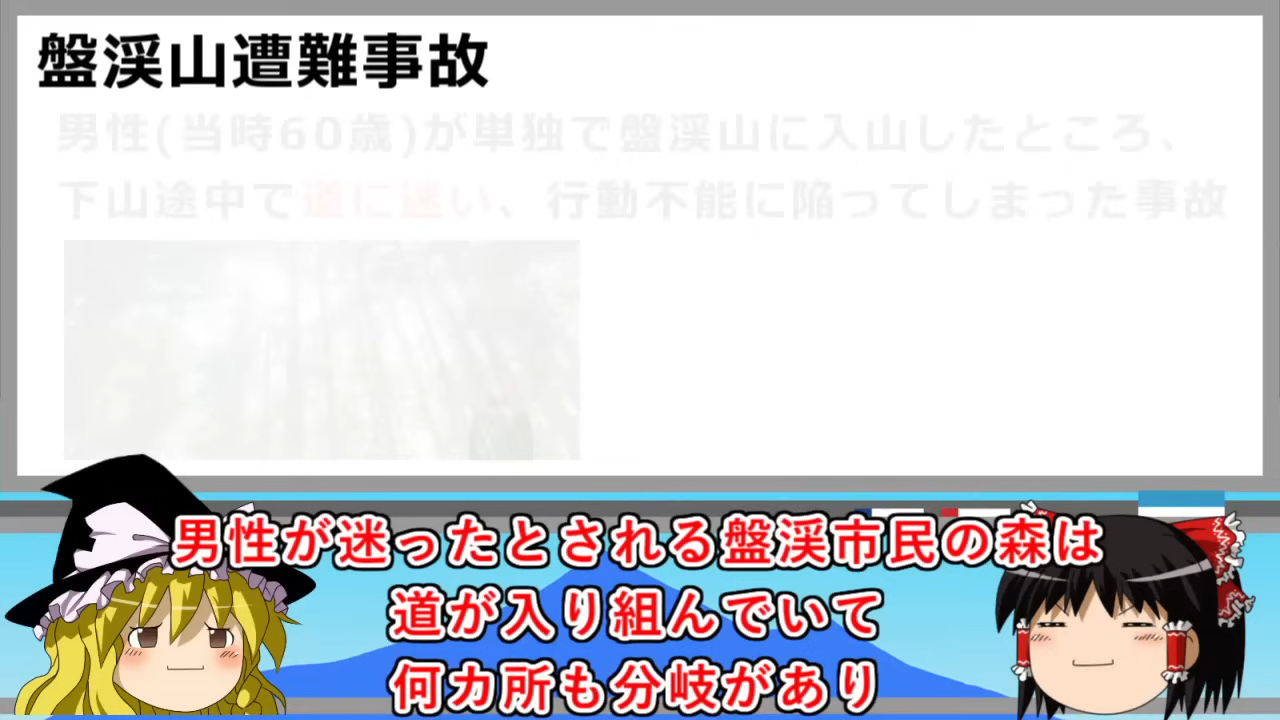 盤渓山遭難事故
男性(当時60歳)が単独で盤渓山に入山したところ、
下山途中で道に迷い、行動不能に陥ってしまった事故
男性が迷ったとされる盤渓市民の森は
道が入り組んでいて
何カ所も分岐があり